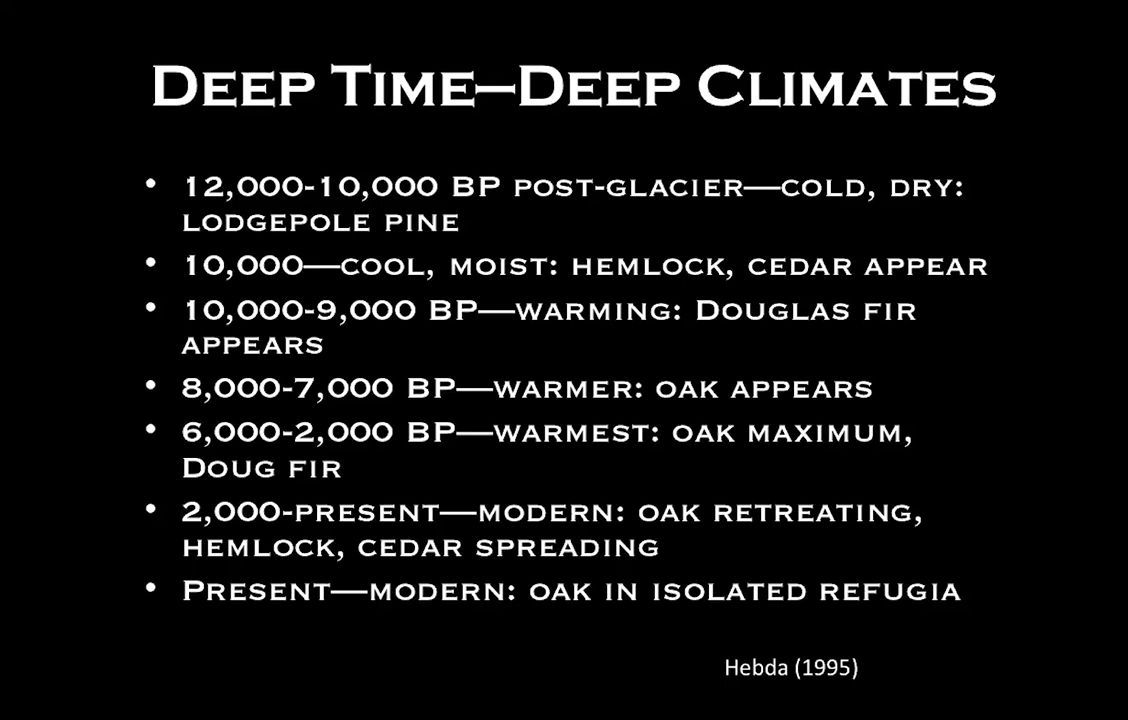 DEEP TIME—DEEP CLIMATES
• 12,000-10,000 BP POST-GLACIER—COLD, DRY:
LODGEPOLE PINE
• 10,000—COOL, MOIST: HEMLOCK, CEDAR APPEAR
• 10,000-9,000 BP—WARMING: DOUGLAS FIR
APPEARS
• 8,000-7,000 BP—WARMER: OAK APPEARS
• 6,000-2,000 BP—WARMEST: OAK MAXIMUM,
DOUG FIR
• 2,000-PRESENT—MODERN: OAK RETREATING,
HEMLOCK, CEDAR SPREADING
• PRESENT—MODERN: OAK IN ISOLATED REFUGIA
Hebda (1995)